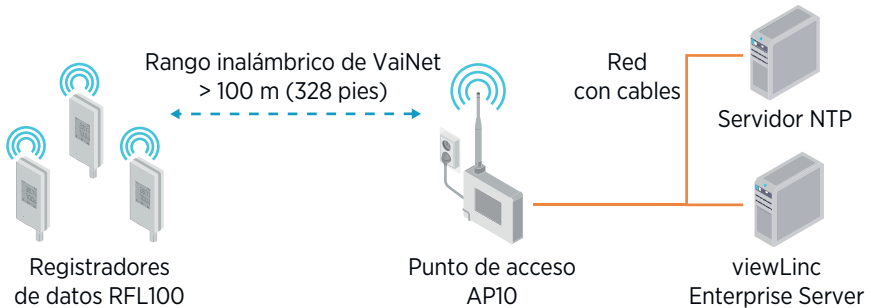 Rango inalámbrico de VaiNet
> 100 m (328 pies)
Red
con cables
Servidor NTP
Registradores
de datos RFL100
Punto de acceso
AP10
viewLinc
Enterprise Server